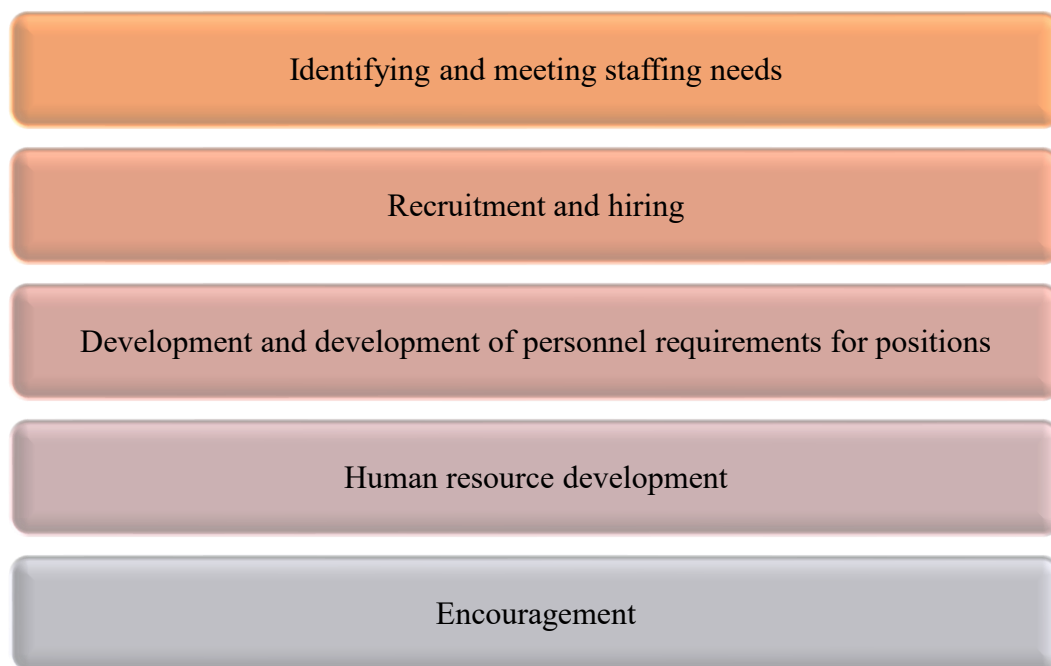 Identifying and meeting staffing needs
Recruitment and hiring
Development and development of personnel requirements for positions
Human resource development
Encouragement